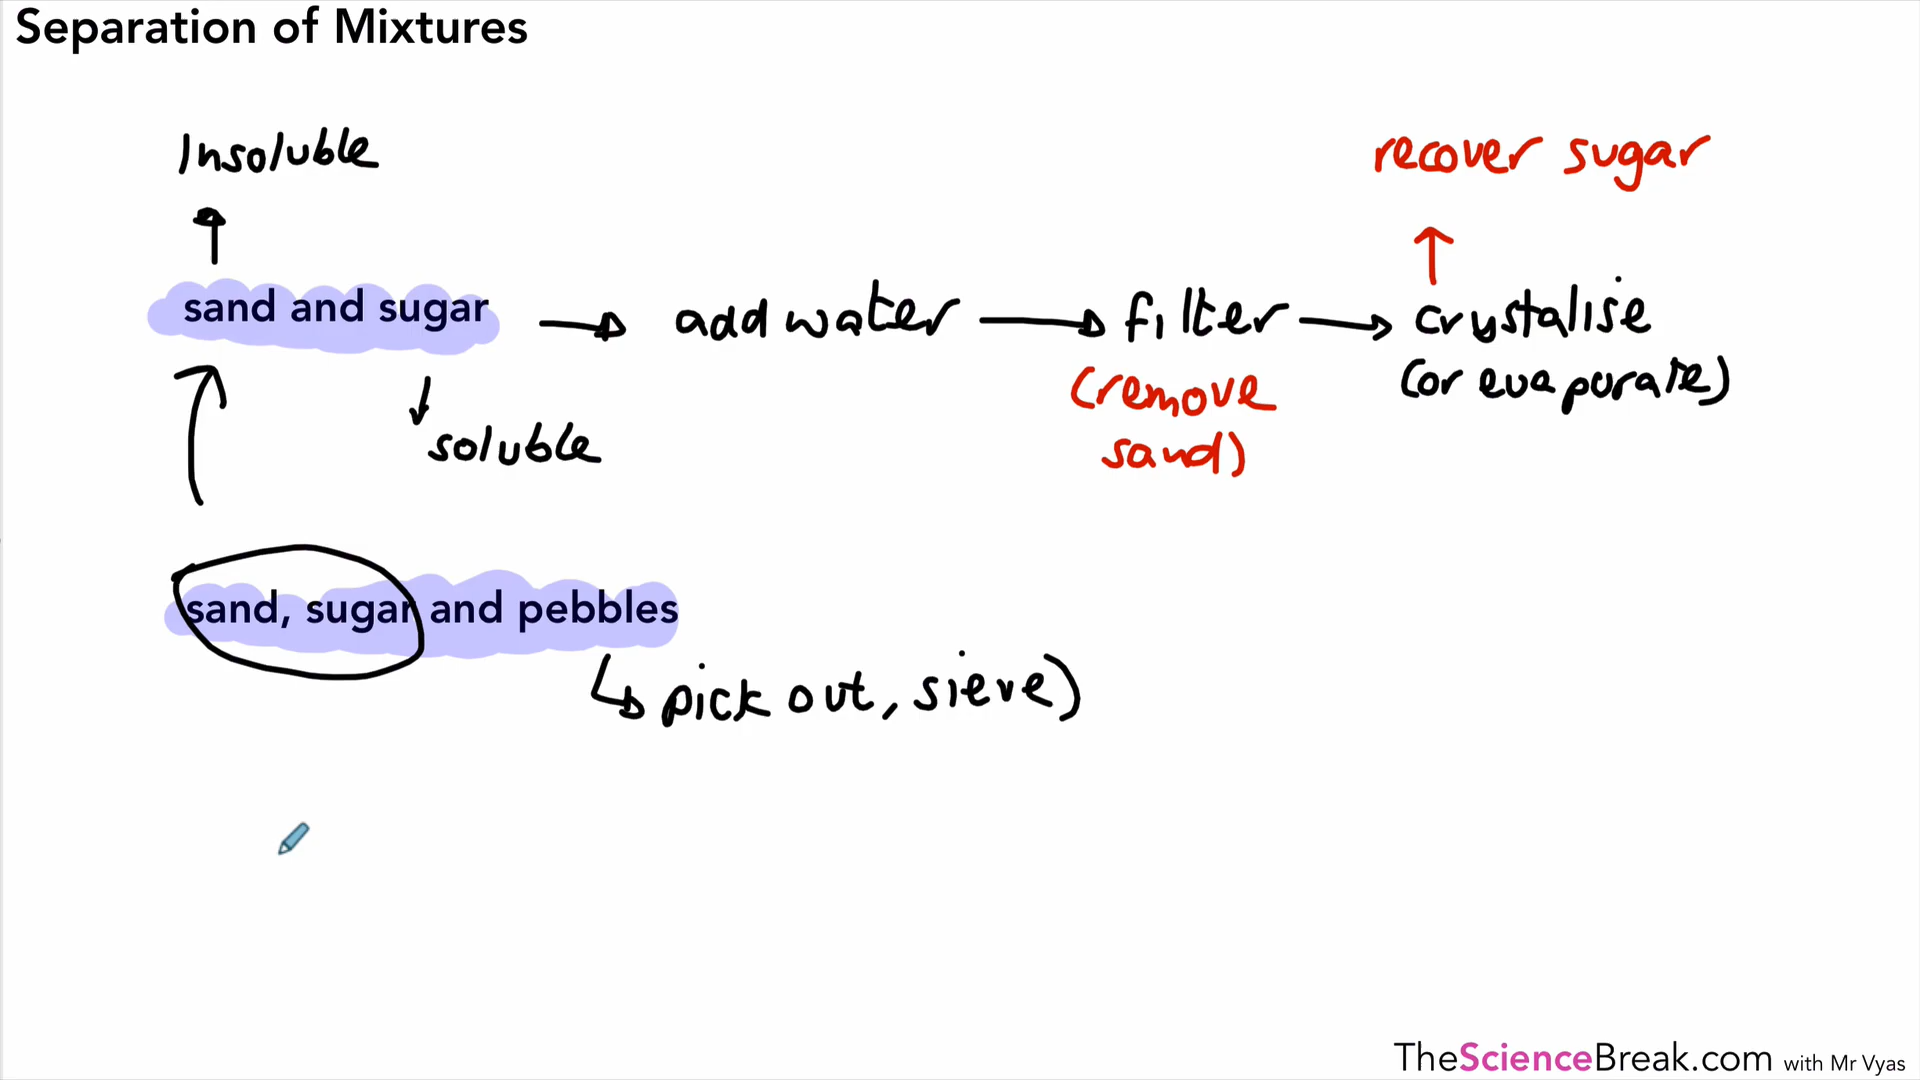 Separation of Mixtures
Insoluble
recover sugar
sand and sugar
add water
filter
crystalise
(or evaporate)
(remove
sand)
soluble
sand, sugar and pebbles
pick out, sieve)
TheScienceBreak.com with Mr Vyas